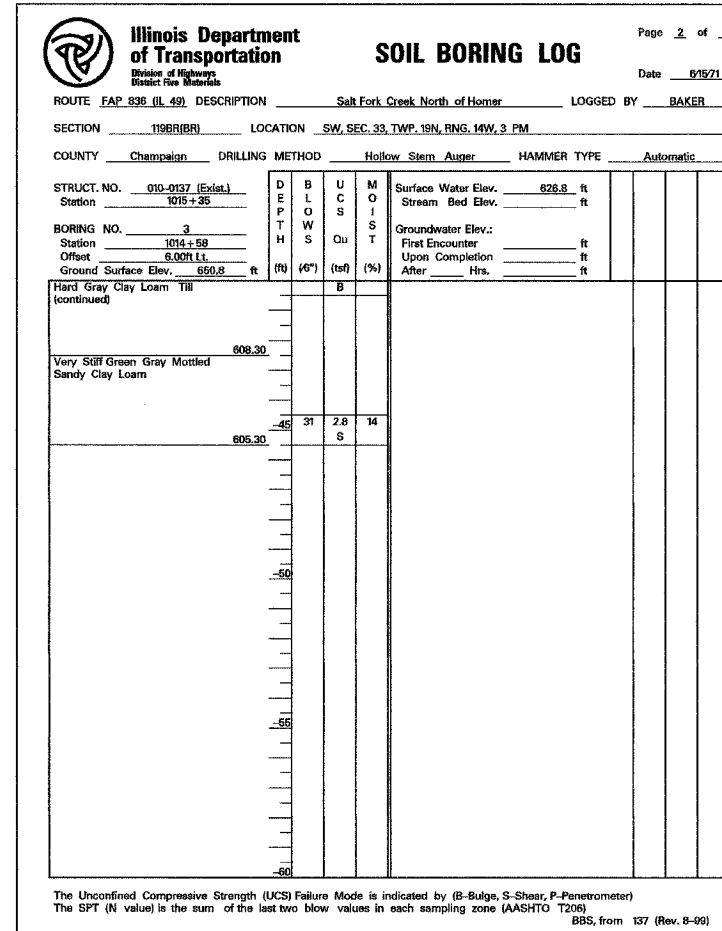 Illinois Department
of Transportation
Division of Highways
District Five Materials
SOIL BORING LOG
Page 2 of
Date 6/15/71
ROUTE FAP 836 (IL 49) DESCRIPTION Salt Fork Creek North of Homer LOGGED BY BAKER
SECTION 119BR(BR) LOCATION SW, SEC. 33, TWP. 19N, RNG. 14W, 3 PM
COUNTY Champaign DRILLING METHOD Hollow Stem Auger HAMMER TYPE Automatic
STRUCT. NO. 010-0137 (Exist.)
Station 1015+35
BORING NO. 3
Station 1014+58
Offset 6.00ft Lt.
Ground Surface Elev. 650.8 ft
DEPTH (ft)
BLOWS (/6")
UCS Qu (tsf)
MOIST (%)
Surface Water Elev. 626.8 ft
Stream Bed Elev. ft
Groundwater Elev.:
First Encounter ft
Upon Completion ft
After Hrs. ft
Hard Gray Clay Loam Till B
(continued)
608.30
Very Stiff Green Gray Mottled
Sandy Clay Loam
-45 31 2.8 14
S
605.30
-50
-55
-60
The Unconfined Compressive Strength (UCS) Failure Mode is indicated by (B-Bulge, S-Shear, P-Penetrometer)
The SPT (N value) is the sum of the last two blow values in each sampling zone (AASHTO T206)
BBS, from 137 (Rev. 8-99)